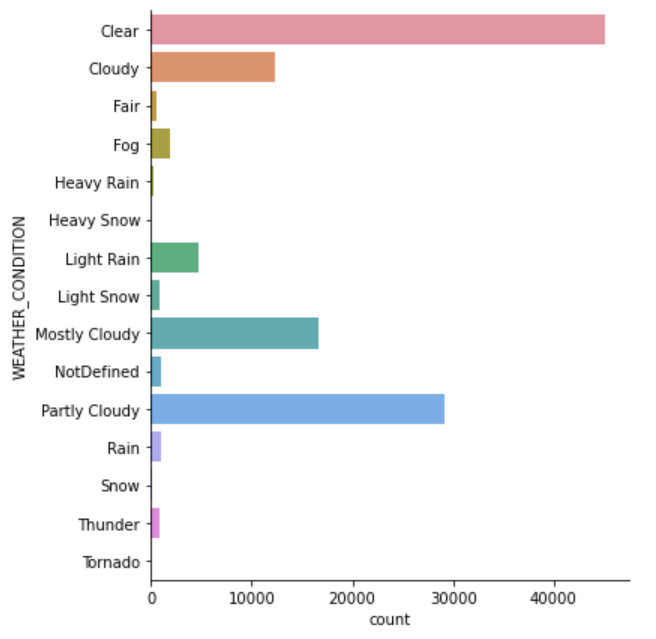 WEATHER_CONDITION
Clear
Cloudy
Fair
Fog
Heavy Rain
Heavy Snow
Light Rain
Light Snow
Mostly Cloudy
NotDefined
Partly Cloudy
Rain
Snow
Thunder
Tornado
0 10000 20000 30000 40000
count